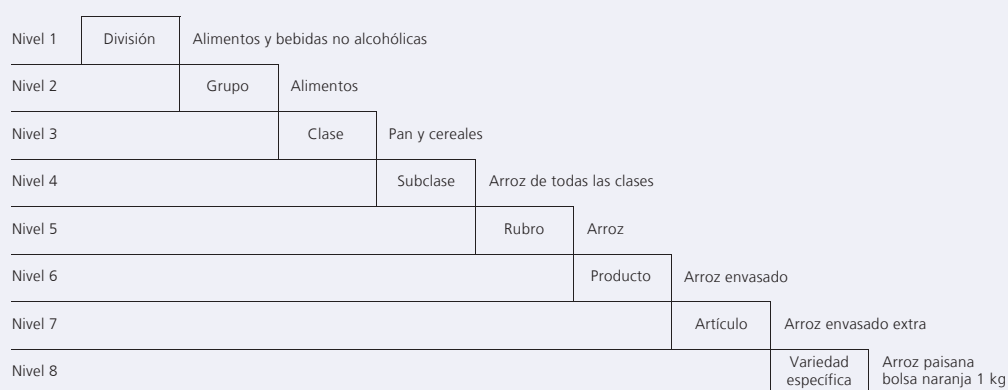 Nivel 1 División Alimentos y bebidas no alcohólicas
Nivel 2 Grupo Alimentos
Nivel 3 Clase Pan y cereales
Nivel 4 Subclase Arroz de todas las clases
Nivel 5 Rubro Arroz
Nivel 6 Producto Arroz envasado
Nivel 7 Artículo Arroz envasado extra
Nivel 8 Variedad específica Arroz paisana bolsa naranja 1 kg